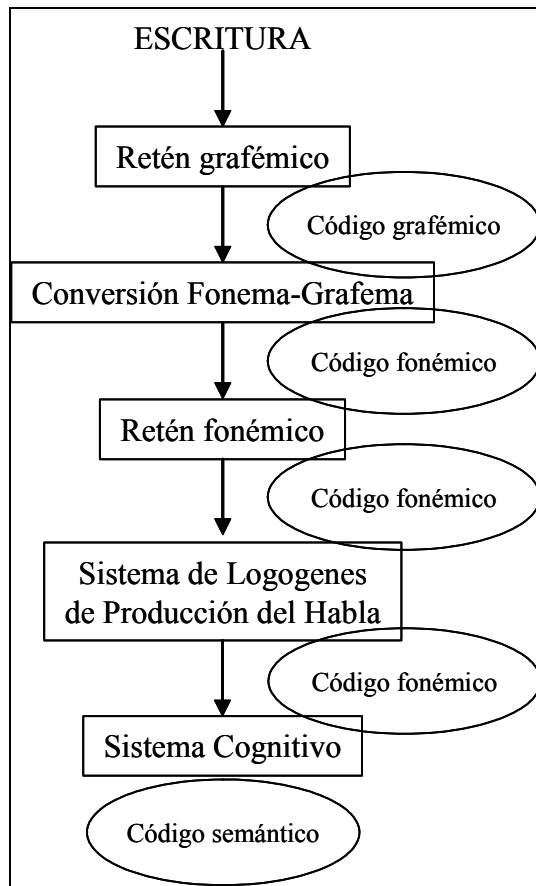 ESCRITURA
Retén grafémico
Código grafémico
Conversión Fonema-Grafema
Código fonémico
Retén fonémico
Código fonémico
Sistema de Logogenes
de Producción del Habla
Código fonémico
Sistema Cognitivo
Código semántico